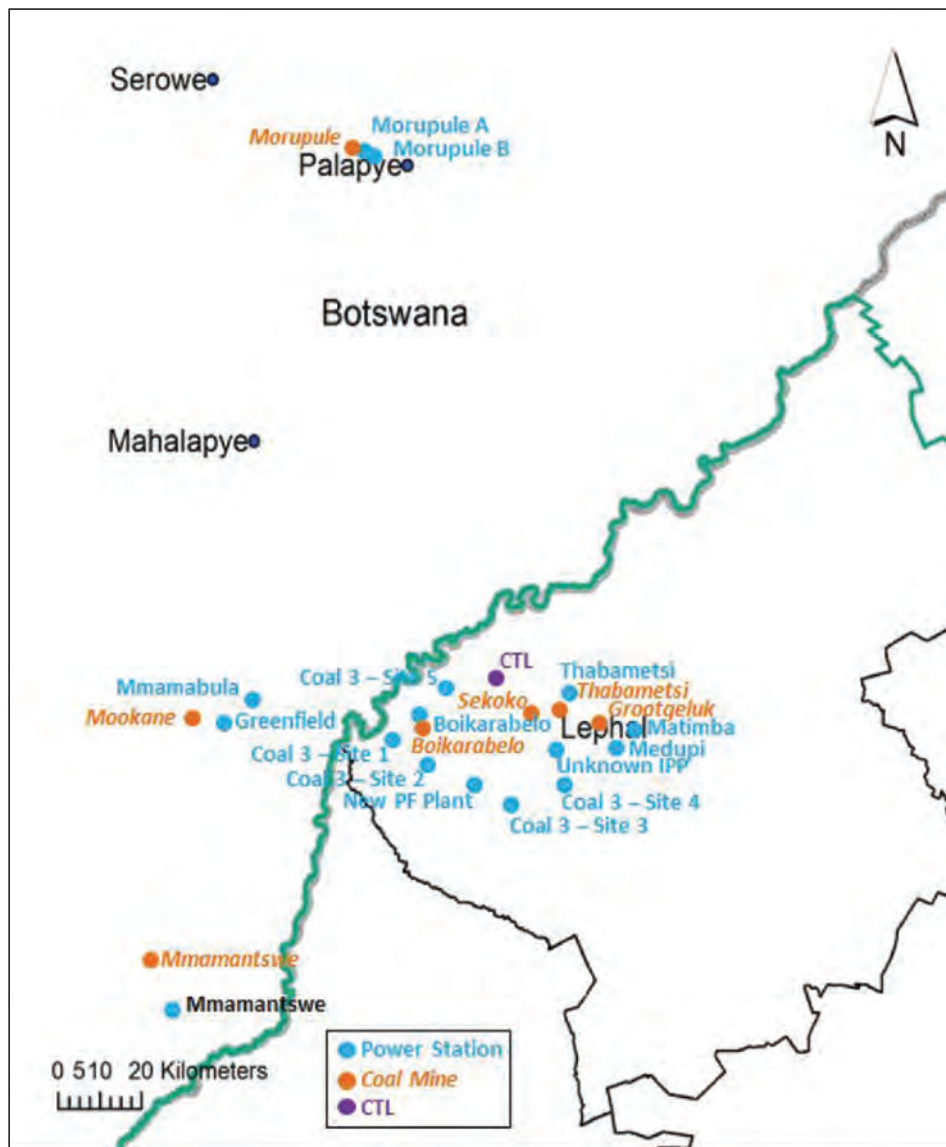 Serowe
Morupule
Morupule A
Morupule B
Palapye
N
Botswana
Mahalapye
CTL
Thabametsi
Coal 3 – Site 5
Mmamabula
Thabametsi
Sekoko
Grootgeluk
Mookane
Greenfield
Boikarabelo
Lephal
Matimba
Boikarabelo
Medupi
Coal 3 – Site 1
Unknown IPP
Coal 3 – Site 2
New PF Plant
Coal 3 – Site 4
Coal 3 – Site 3
Mmamantswe
Mmamantswe
Power Station
0 510 20 Kilometers
Coal Mine
CTL